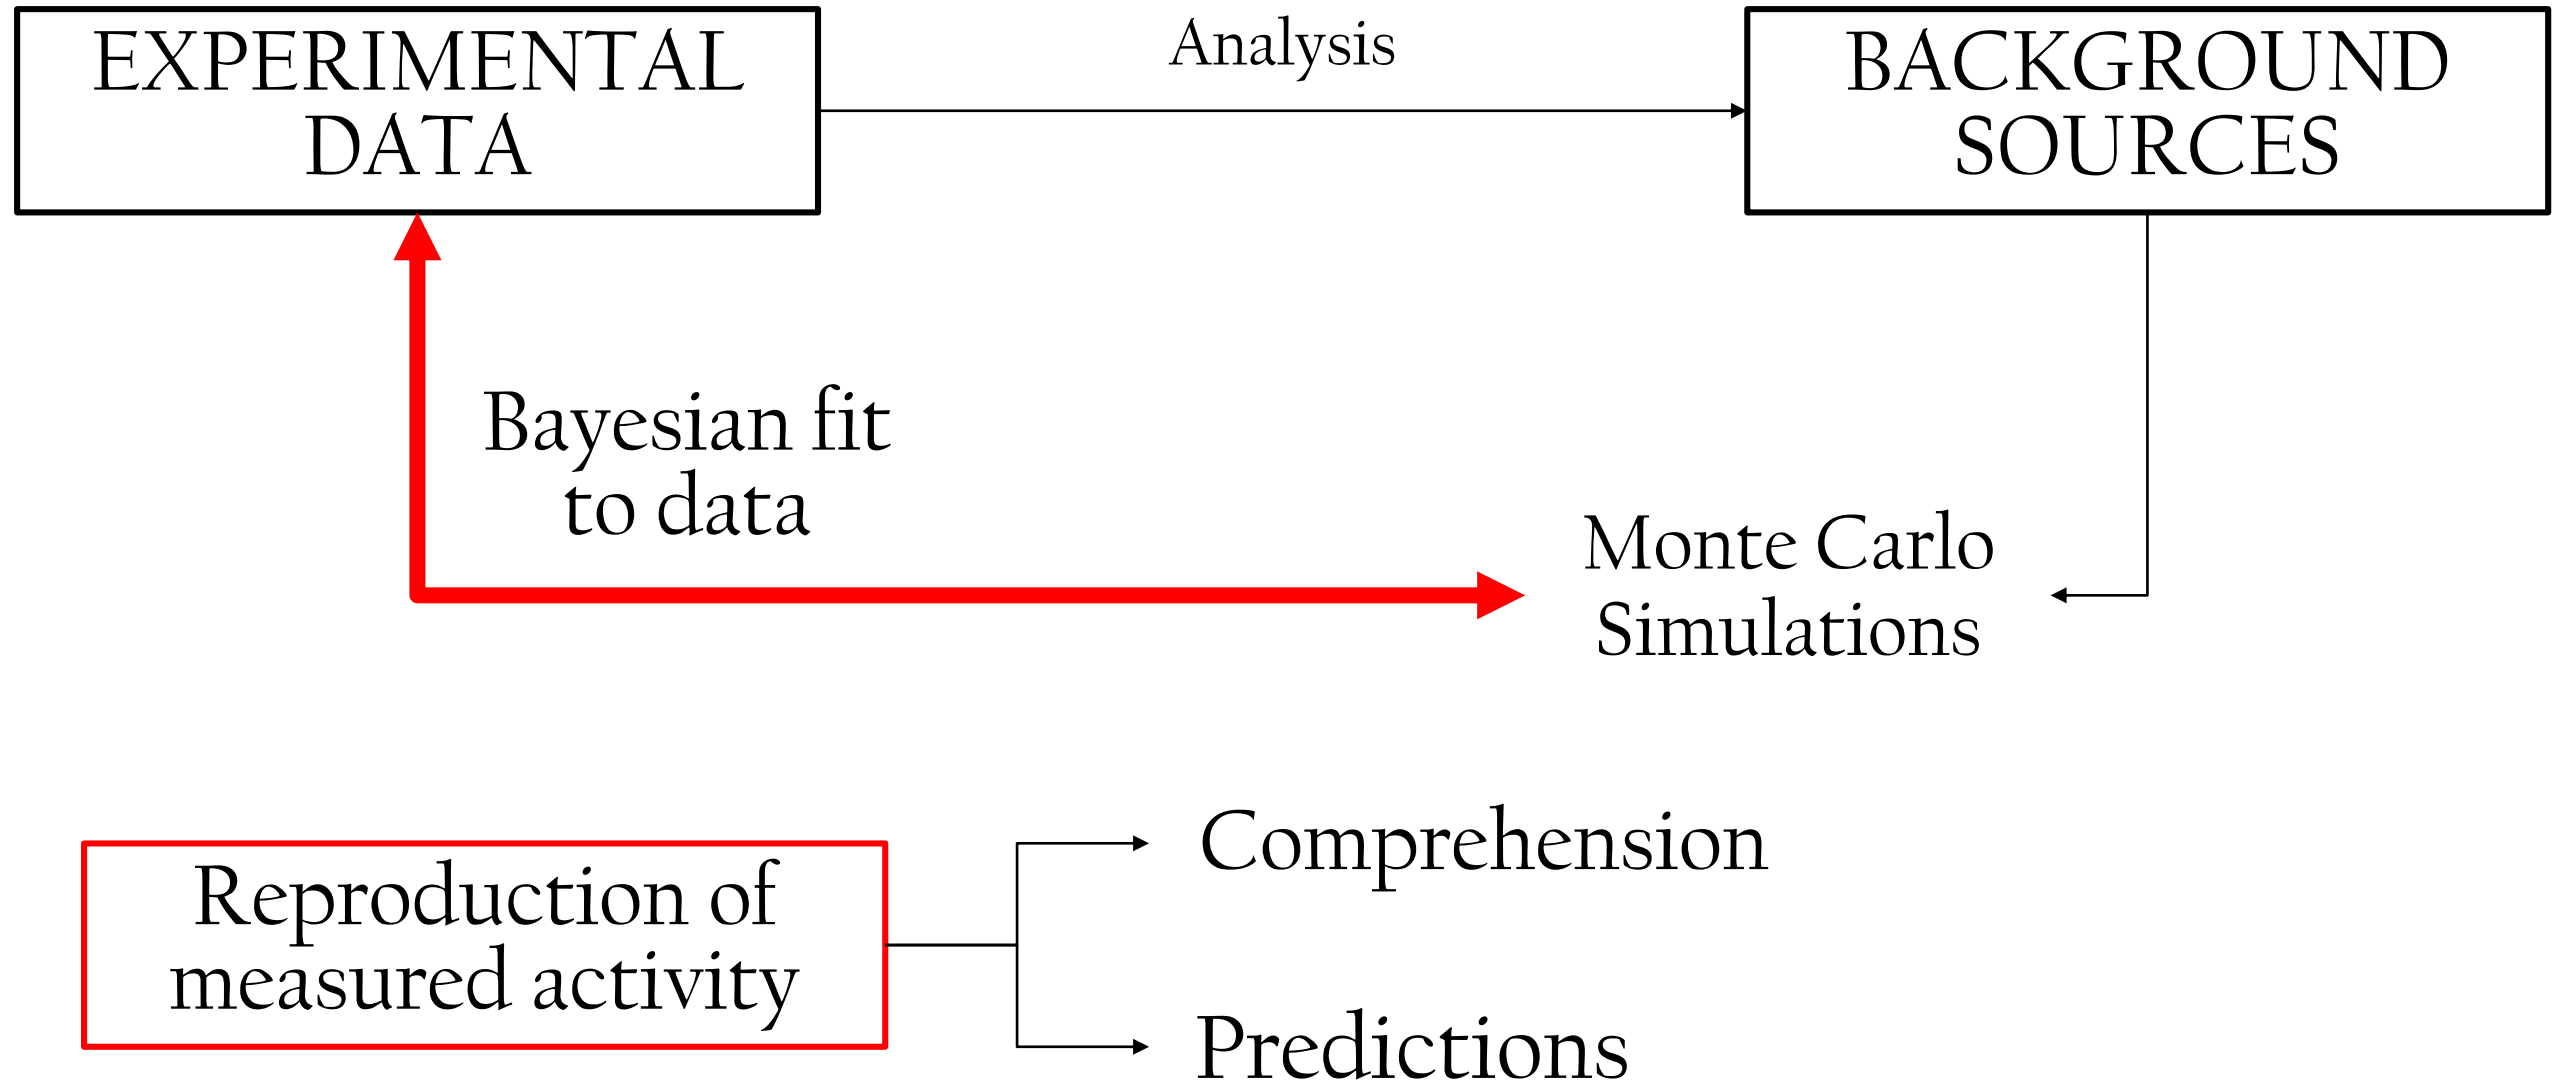 EXPERIMENTAL
DATA
Analysis
BACKGROUND
SOURCES
Bayesian fit
to data
Monte Carlo
Simulations
Reproduction of
measured activity
Comprehension
Predictions